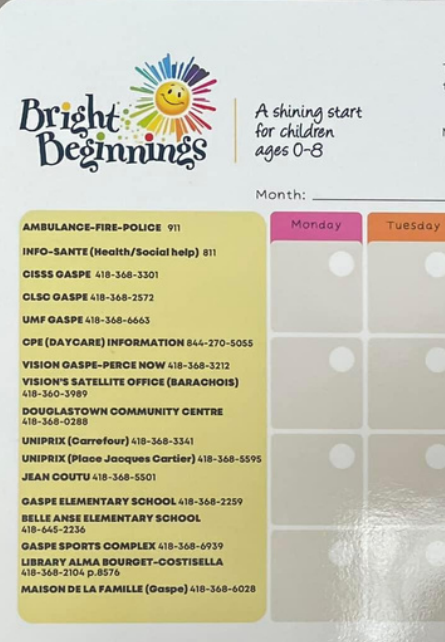 Bright
Beginnings
A shining start
for children
ages 0-8
Month:
Monday
Tuesday
AMBULANCE-FIRE-POLICE 911
INFO-SANTE (Health/Social help) 811
CISSS GASPE 418-368-3301
CLSC GASPE 418-368-2572
UMF GASPE 418-368-6663
CPE (DAYCARE) INFORMATION 844-270-5055
VISION GASPE-PERCE NOW 418-368-3212
VISION'S SATELLITE OFFICE (BARACHOIS)
418-360-3989
DOUGLASTOWN COMMUNITY CENTRE
418-368-0288
UNIPRIX (Carrefour) 418-368-3341
UNIPRIX (Place Jacques Cartier) 418-368-5595
JEAN COUTU 418-368-5501
GASPE ELEMENTARY SCHOOL 418-368-2259
BELLE ANSE ELEMENTARY SCHOOL
418-645-2236
GASPE SPORTS COMPLEX 418-368-6939
LIBRARY ALMA BOURGET-COSTISELLA
418-368-2104 p.8576
MAISON DE LA FAMILLE (Gaspe) 418-368-6028